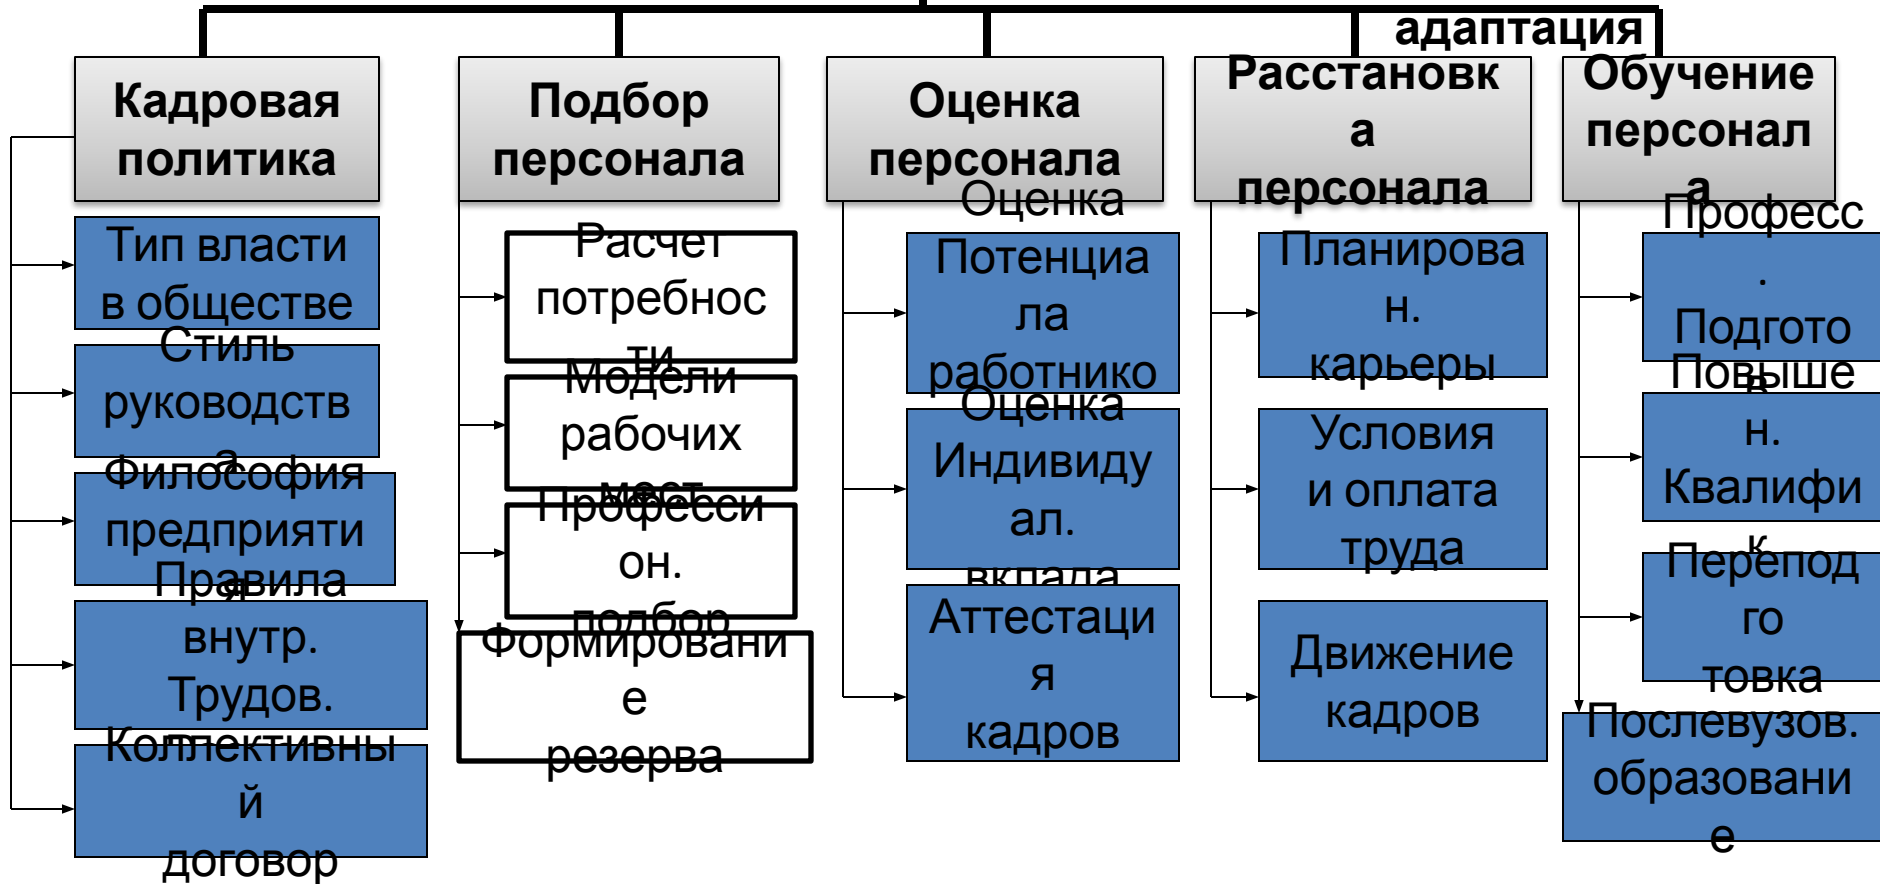 адаптация
Кадровая
политика
Тип власти
в обществе
Стиль
руководств
а
Философия
предприяти
я
Правила
внутр.
Трудов.
Коллективны
й
договор
Подбор
персонала
Расчет
потребнос
ти
Модели
рабочих
мест
Профессі
он.
подбор
Формировани
е
резерва
Оценка
персонала
Оценка
Потенциа
ла
работнико
Оценка
Индивиду
ал.
вклада
Аттестаци
я
кадров
Расстановк
а
персонала
Планирова
н.
карьеры
Условия
и оплата
труда
Движение
кадров
Обучение
персонал
а
Професс
.
Подгото
в
Повыше
н.
Квалифи
к
Перепод
го
товка
Послевузов.
образовани
е